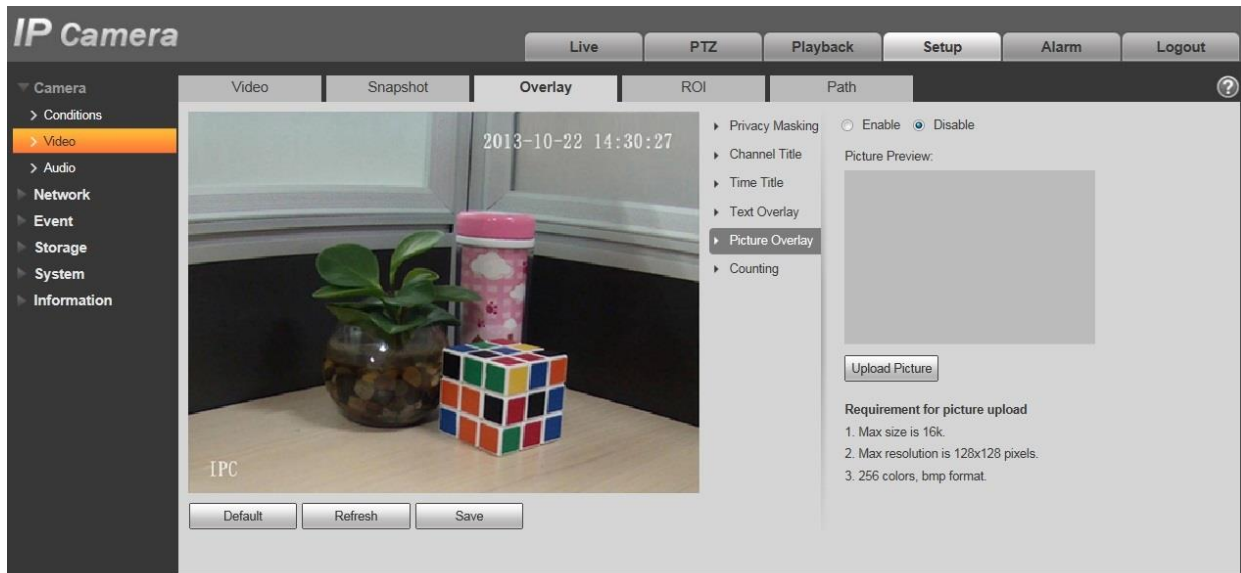 IP Camera
Live PTZ Playback Setup Alarm Logout
Camera
Conditions
Video
Audio
Network
Event
Storage
System
Information
Video Snapshot Overlay ROI Path
2013-10-22 14:30:27
IPC
Default Refresh Save
Privacy Masking
Channel Title
Time Title
Text Overlay
Picture Overlay
Counting
Enable Disable
Picture Preview:
Upload Picture
Requirement for picture upload
1. Max size is 16k.
2. Max resolution is 128x128 pixels.
3. 256 colors, bmp format.